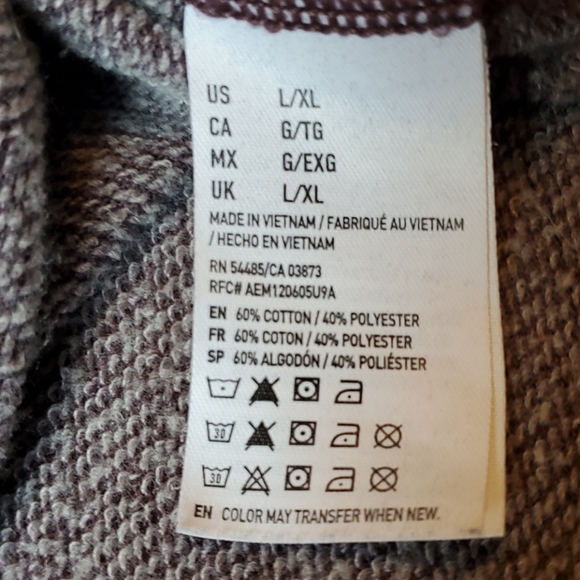 US L/XL
CA G/TG
MX G/EXG
UK L/XL
MADE IN VIETNAM / FABRIQUÉ AU VIETNAM
/ HECHO EN VIETNAM
RN 54485/CA 03873
RFC# AEM120605U9A
EN 60% COTTON / 40% POLYESTER
FR 60% COTON / 40% POLYESTER
SP 60% ALGODÓN / 40% POLIÉSTER
30
30
EN COLOR MAY TRANSFER WHEN NEW.